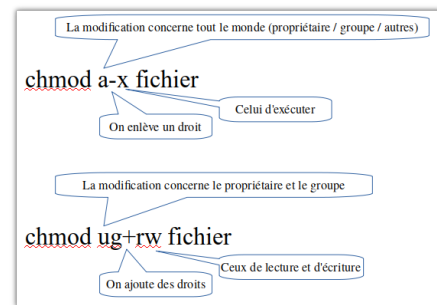 La modification concerne tout le monde (propriétaire / groupe / autres)
chmod a-x fichier
Celui d'exécuter
On enlève un droit
La modification concerne le propriétaire et le groupe
chmod ug+rw fichier
Ceux de lecture et d'écriture
On ajoute des droits